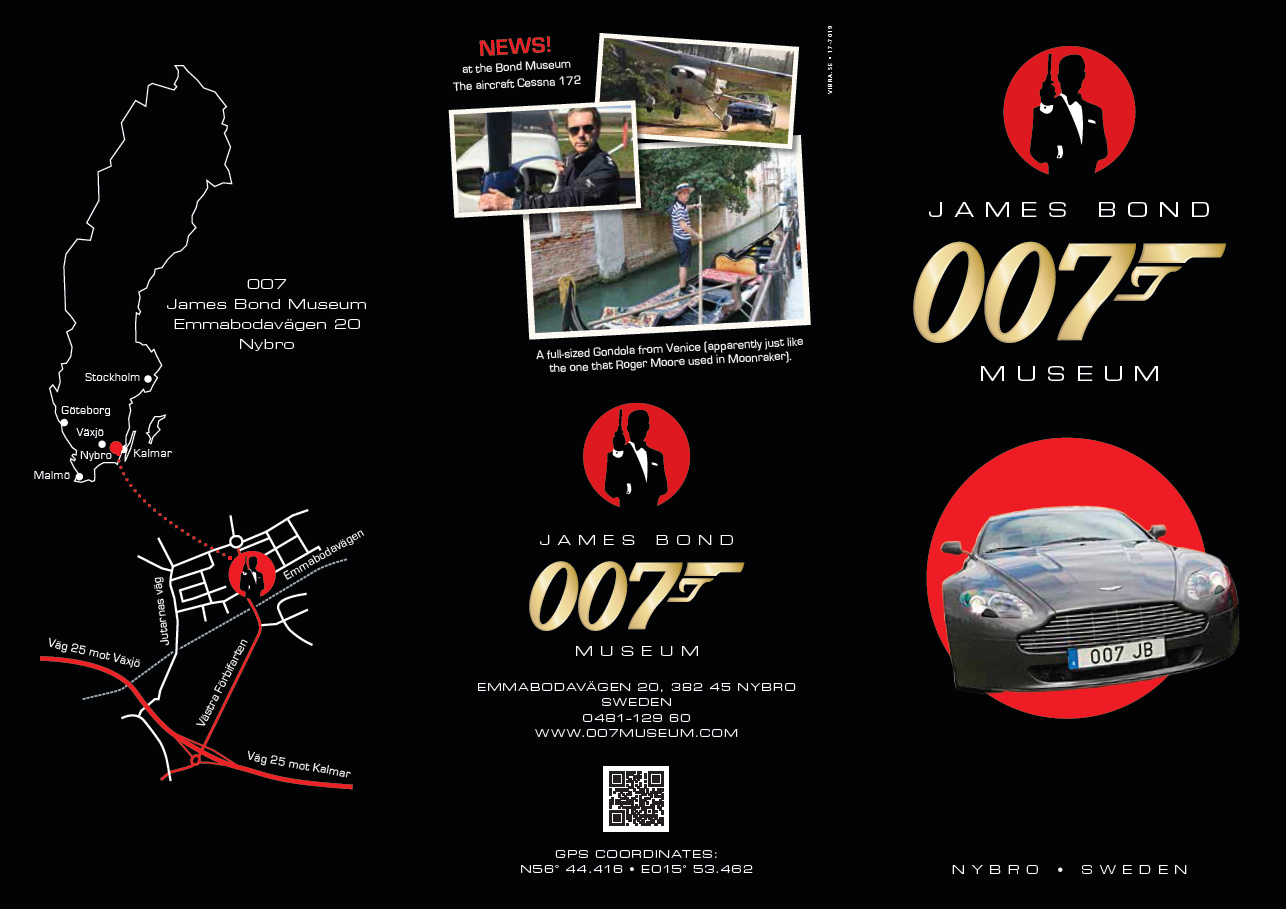 007
James Bond Museum
Emmabodavägen 20
Nybro
Stockholm
Göteborg
Växjö
Nybro
Kalmar
Malmö
Emmabodavägen
Jutarnas väg
Väg 25 mot Växjö
Västra Förbifarten
Väg 25 mot Kalmar
NEWS!
at the Bond Museum
The aircraft Cessna 172
VIBRA.SE • 17-7019
A full-sized Gondola from Venice (apparently just like
the one that Roger Moore used in Moonraker).
JAMES BOND
007
MUSEUM
EMMABODAVÄGEN 20, 382 45 NYBRO
SWEDEN
0481-129 60
WWW.007MUSEUM.COM
GPS COORDINATES:
N56° 44.416 • E015° 53.462
JAMES BOND
007
MUSEUM
007 JB
NYBRO • SWEDEN